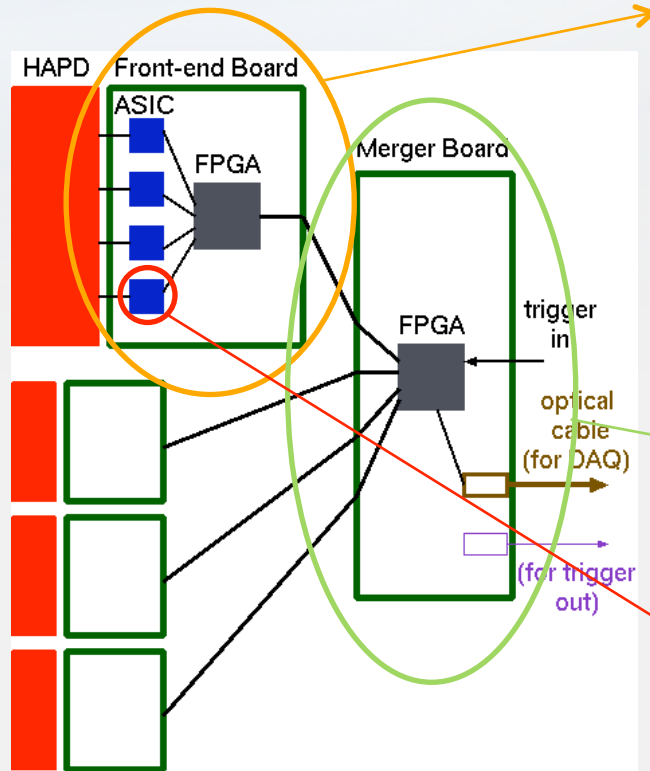 HAPD
Front-end Board
ASIC
FPGA
Merger Board
FPGA
trigger
in
optical
cable
(for DAQ)
(for trigger
out)